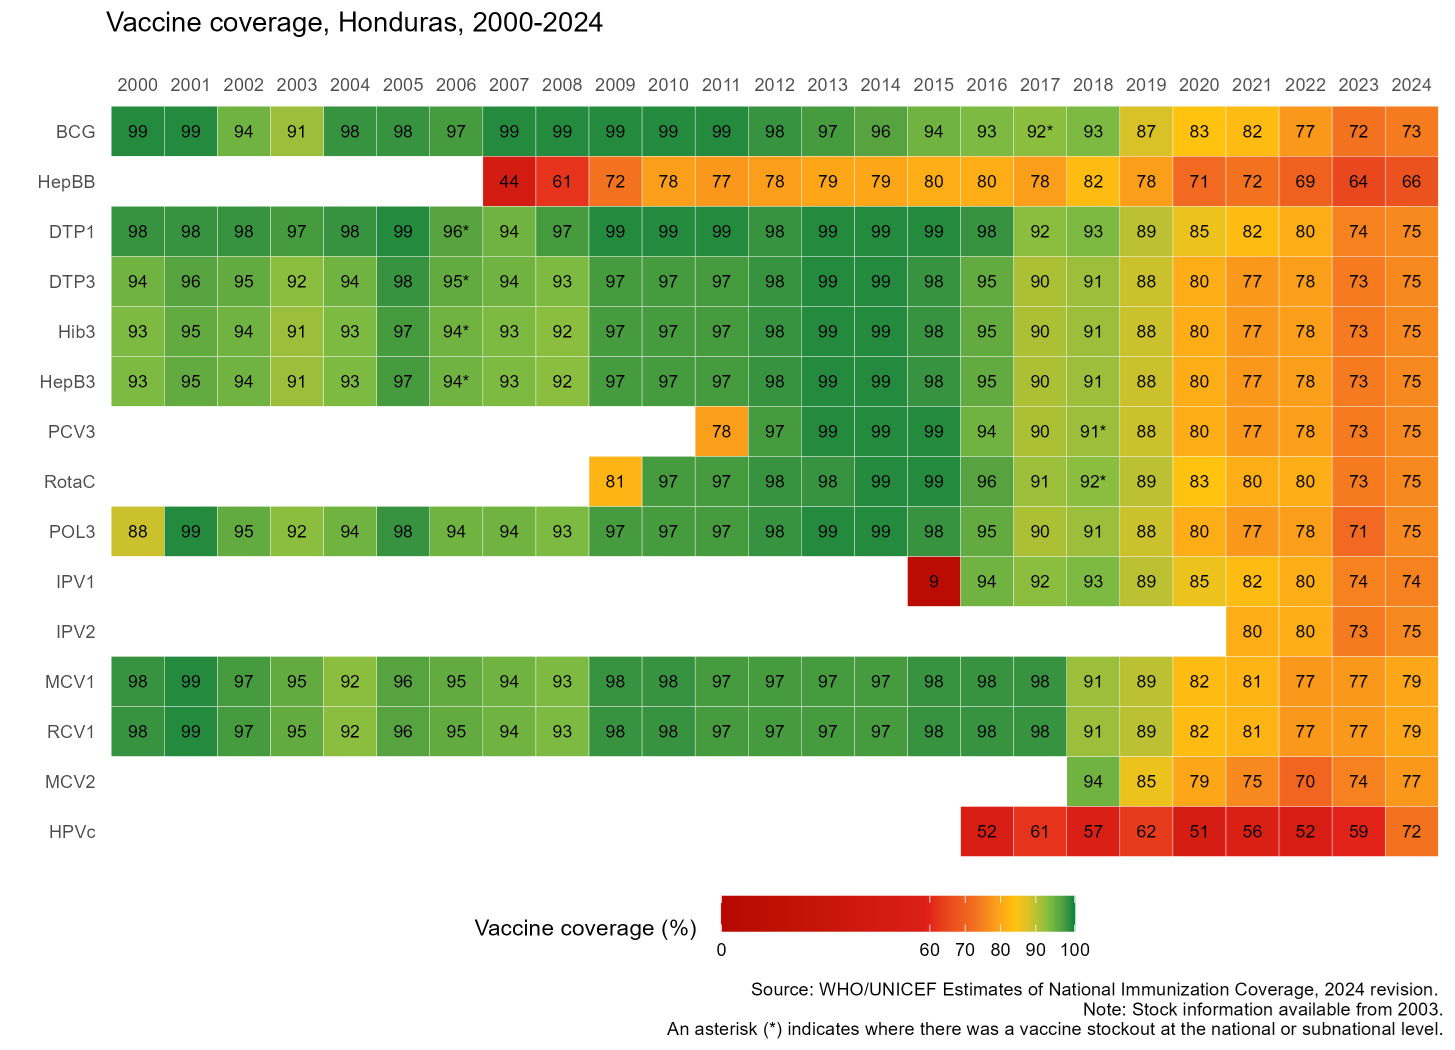 Vaccine coverage, Honduras, 2000-2024
2000 2001 2002 2003 2004 2005 2006 2007 2008 2009 2010 2011 2012 2013 2014 2015 2016 2017 2018 2019 2020 2021 2022 2023 2024
BCG 99 99 94 91 98 98 97 99 99 99 99 99 98 97 96 94 93 92* 93 87 83 82 77 72 73
HepBB 44 61 72 78 77 78 79 79 80 80 78 82 78 71 72 69 64 66
DTP1 98 98 98 97 98 99 96* 94 97 99 99 99 98 99 99 99 98 92 93 89 85 82 80 74 75
DTP3 94 96 95 92 94 98 95* 94 93 97 97 97 98 99 99 98 95 90 91 88 80 77 78 73 75
Hib3 93 95 94 91 93 97 94* 93 92 97 97 97 98 99 99 98 95 90 91 88 80 77 78 73 75
HepB3 93 95 94 91 93 97 94* 93 92 97 97 97 98 99 99 98 95 90 91 88 80 77 78 73 75
PCV3 78 97 99 99 99 94 90 91* 88 80 77 78 73 75
RotaC 81 97 97 98 98 99 99 96 91 92* 89 83 80 80 73 75
POL3 88 99 95 92 94 98 94 94 93 97 97 97 98 99 99 98 95 90 91 88 80 77 78 71 75
IPV1 9 94 92 93 89 85 82 80 74 74
IPV2 80 80 73 75
MCV1 98 99 97 95 92 96 95 94 93 98 98 97 97 97 97 98 98 98 91 89 82 81 77 77 79
RCV1 98 99 97 95 92 96 95 94 93 98 98 97 97 97 97 98 98 98 91 89 82 81 77 77 79
MCV2 94 85 79 75 70 74 77
HPVc 52 61 57 62 51 56 52 59 72
Vaccine coverage (%)
0 60 70 80 90 100
Source: WHO/UNICEF Estimates of National Immunization Coverage, 2024 revision.
Note: Stock information available from 2003.
An asterisk (*) indicates where there was a vaccine stockout at the national or subnational level.